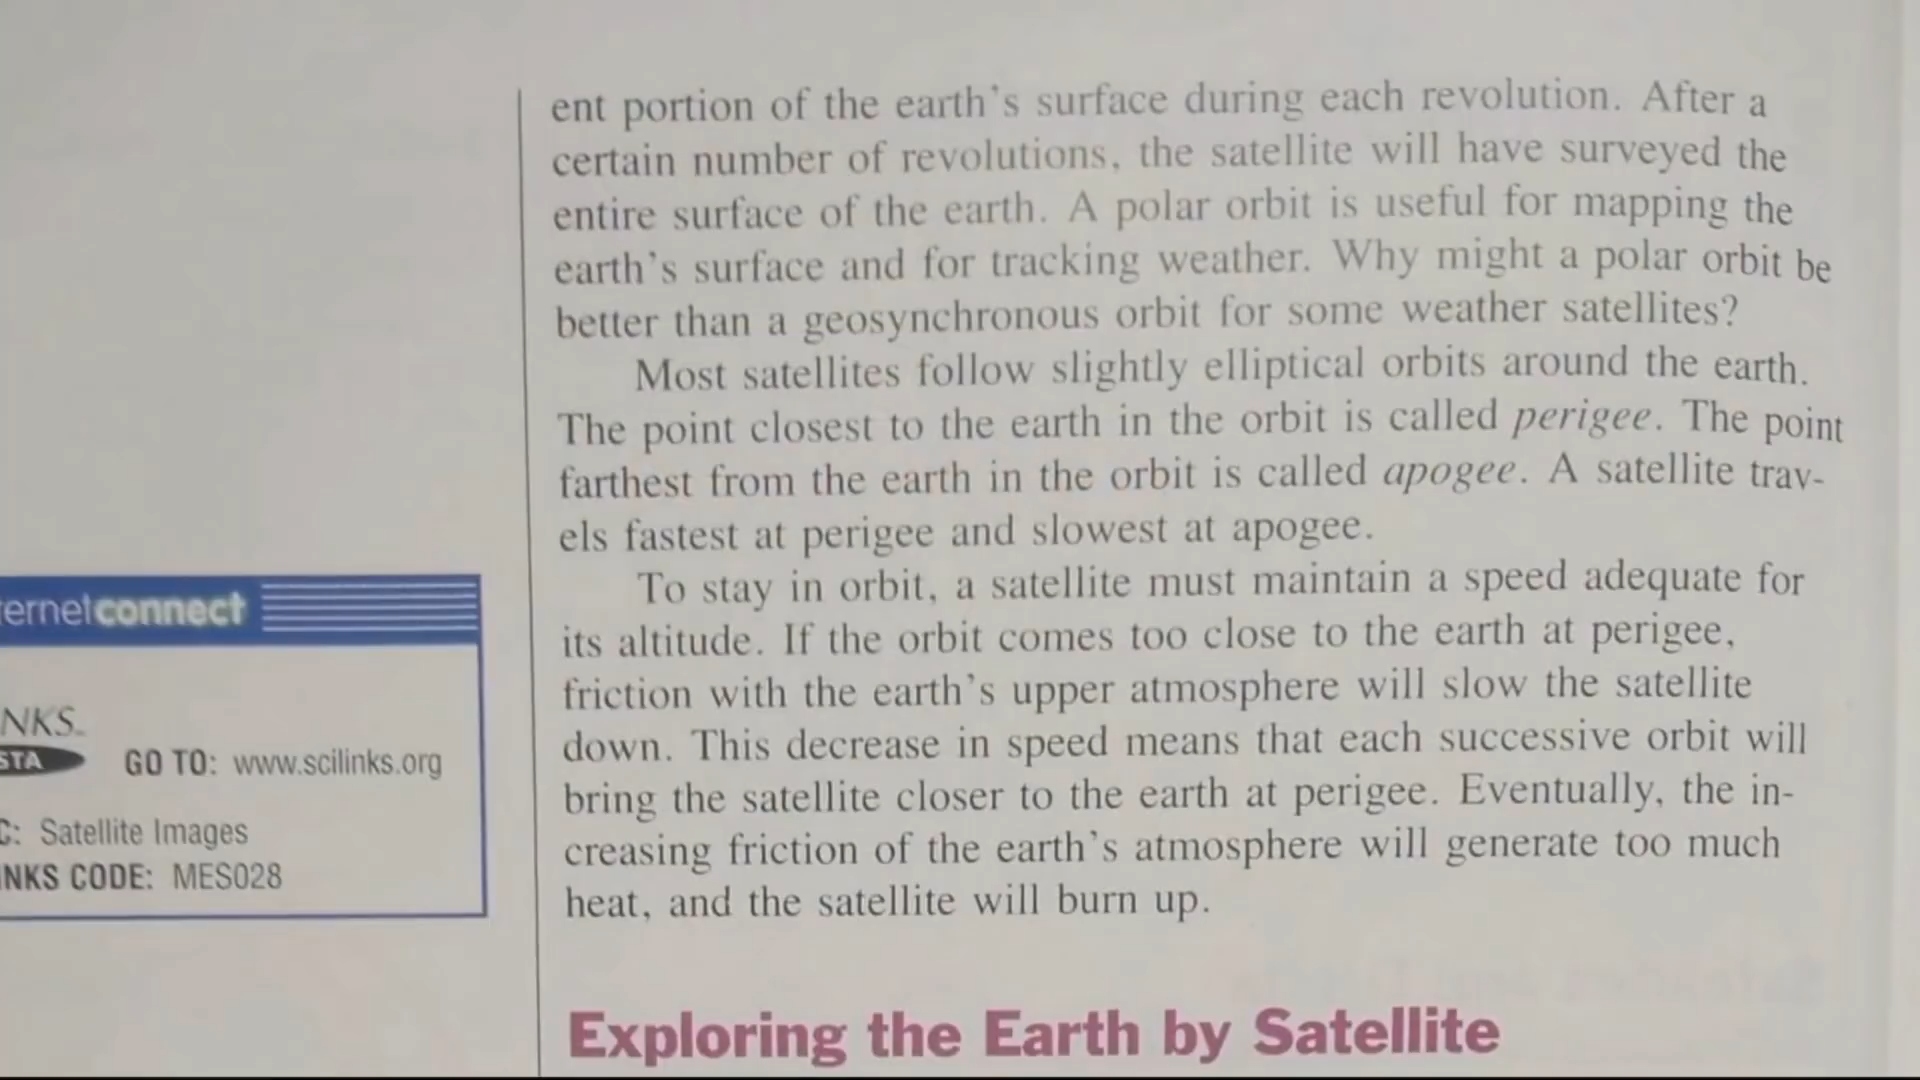 ent portion of the earth's surface during each revolution. After a
certain number of revolutions, the satellite will have surveyed the
entire surface of the earth. A polar orbit is useful for mapping the
earth's surface and for tracking weather. Why might a polar orbit be
better than a geosynchronous orbit for some weather satellites?
Most satellites follow slightly elliptical orbits around the earth.
The point closest to the earth in the orbit is called perigee. The point
farthest from the earth in the orbit is called apogee. A satellite trav-
els fastest at perigee and slowest at apogee.
To stay in orbit, a satellite must maintain a speed adequate for
its altitude. If the orbit comes too close to the earth at perigee,
friction with the earth's upper atmosphere will slow the satellite
down. This decrease in speed means that each successive orbit will
bring the satellite closer to the earth at perigee. Eventually, the in-
creasing friction of the earth's atmosphere will generate too much
heat, and the satellite will burn up.
Exploring the Earth by Satellite
ernetconnect
NKS.
STA GO TO: www.scilinks.org
C: Satellite Images
NKS CODE: MES028